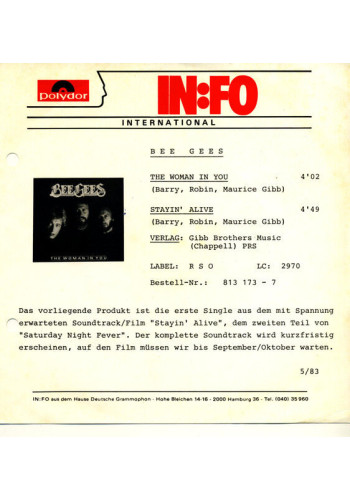 Polydor
IN:FO
INTERNATIONAL
BEE GEES
THE WOMAN IN YOU 4'02
(Barry, Robin, Maurice Gibb)
STAYIN' ALIVE 4'49
(Barry, Robin, Maurice Gibb)
VERLAG: Gibb Brothers Music
(Chappell) PRS
LABEL: R S O LC: 2970
Bestell-Nr.: 813 173 - 7
BEE GEES
THE WOMAN IN YOU
Das vorliegende Produkt ist die erste Single aus dem mit Spannung
erwarteten Soundtrack/Film "Stayin' Alive", dem zweiten Teil von
"Saturday Night Fever". Der komplette Soundtrack wird kurzfristig
erscheinen, auf den Film müssen wir bis September/Oktober warten.
5/83
IN:FO aus dem Hause Deutsche Grammophon · Hohe Bleichen 14-16 · 2000 Hamburg 36 · Tel. (040) 35 960